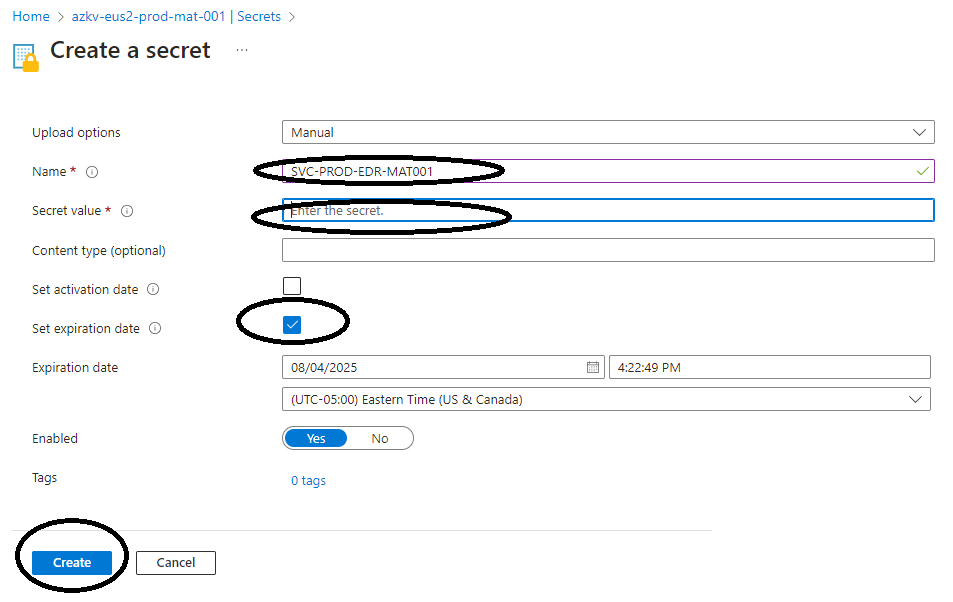 Home > azkv-eus2-prod-mat-001 | Secrets >
Create a secret ...
Upload options Manual
Name * SVC-PROD-EDR-MAT001
Secret value * Enter the secret.
Content type (optional)
Set activation date
Set expiration date
Expiration date 08/04/2025 4:22:49 PM
(UTC-05:00) Eastern Time (US & Canada)
Enabled Yes No
Tags 0 tags
Create Cancel